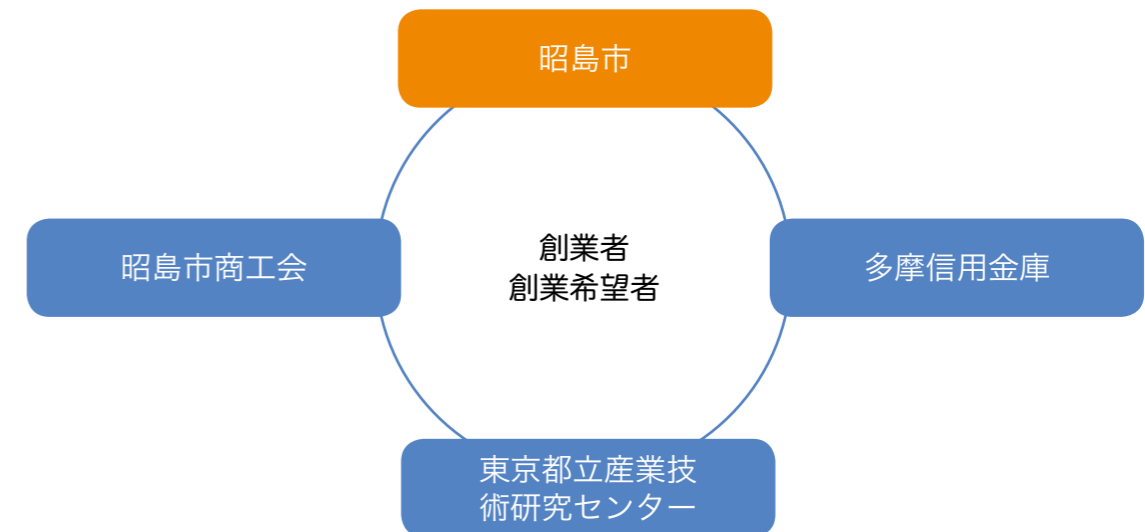 昭島市
昭島市商工会
創業者
創業希望者
多摩信用金庫
東京都立産業技
術研究センター